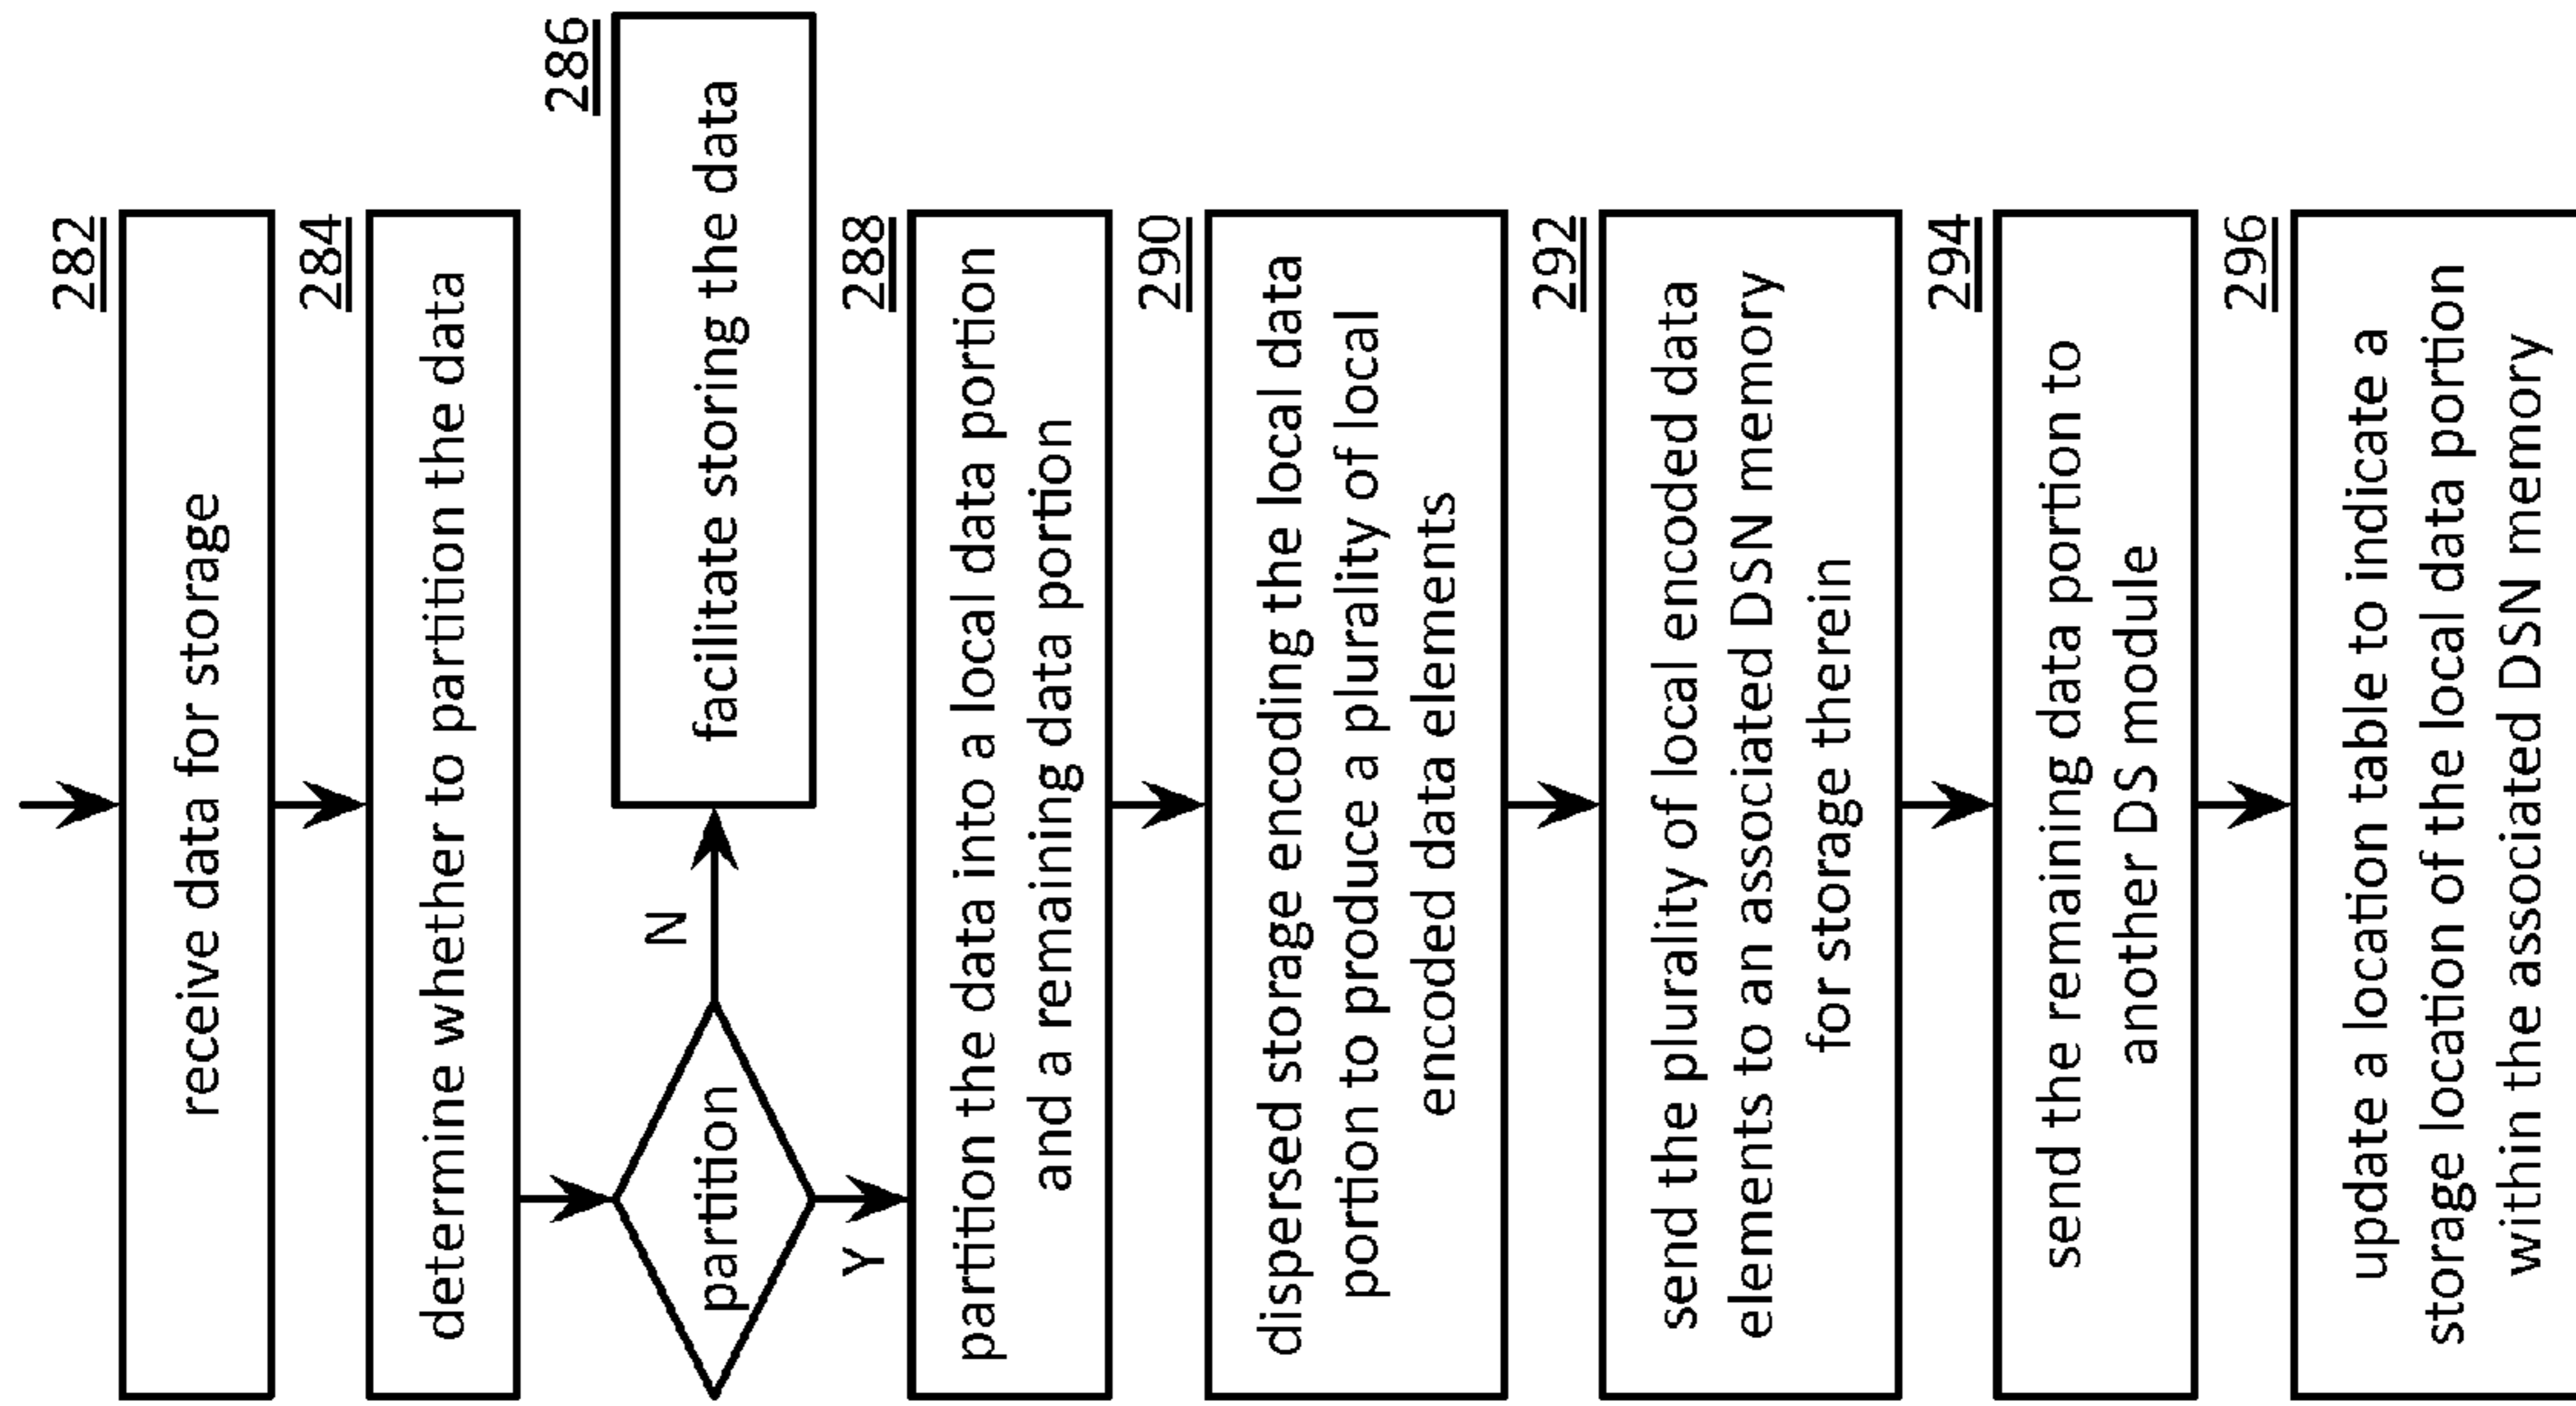 282
receive data for storage
284
determine whether to partition the data
partition
N
286
facilitate storing the data
Y
288
partition the data into a local data portion
and a remaining data portion
290
dispersed storage encoding the local data
portion to produce a plurality of local
encoded data elements
292
send the plurality of local encoded data
elements to an associated DSN memory
for storage therein
294
send the remaining data portion to
another DS module
296
update a location table to indicate a
storage location of the local data portion
within the associated DSN memory